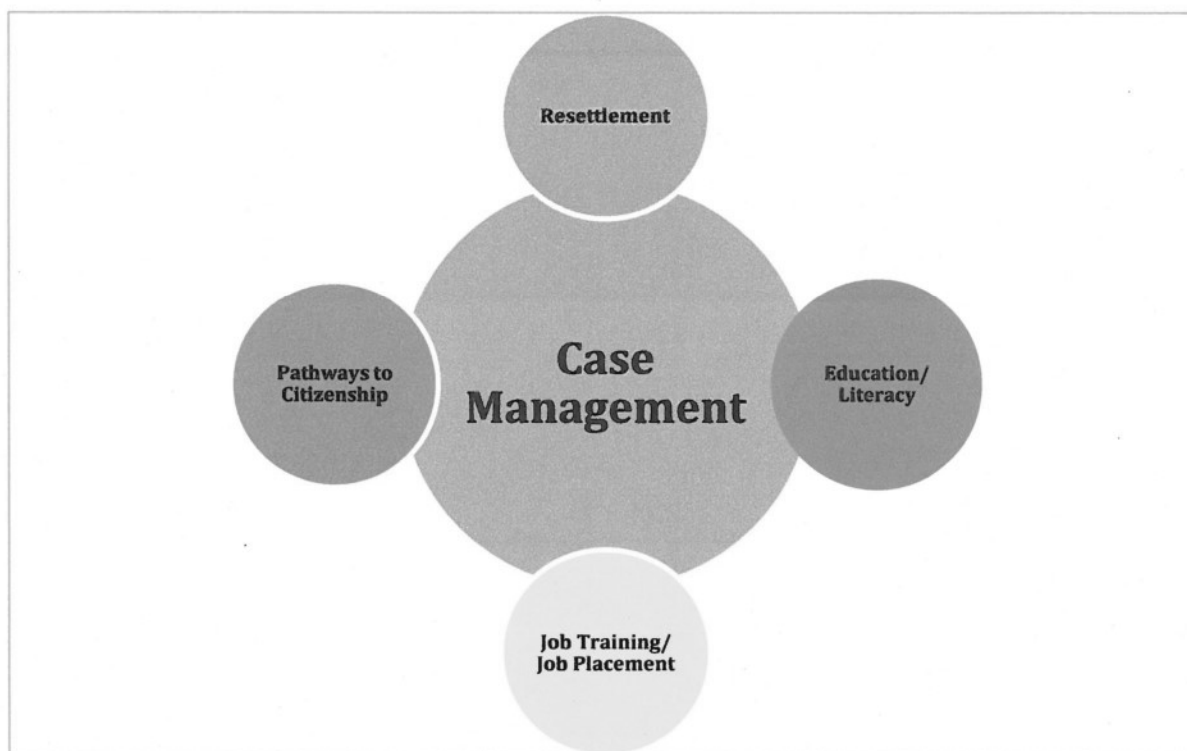 Resettlement
Pathways to
Citizenship
Case
Management
Education/
Literacy
Job Training/
Job Placement